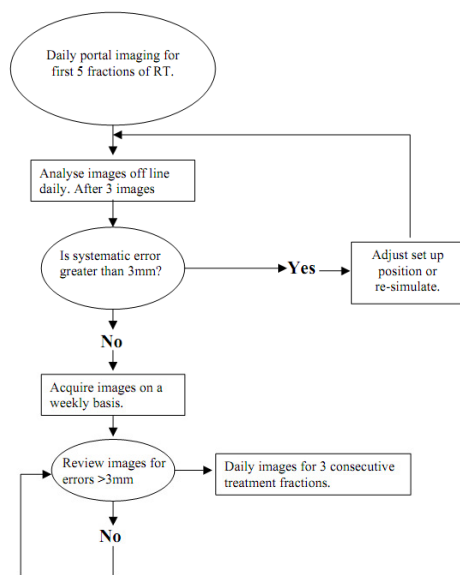 Daily portal imaging for
first 5 fractions of RT.
Analyse images off line
daily. After 3 images
Is systematic error
greater than 3mm?
Yes
Adjust set up
position or
re-simulate.
No
Acquire images on a
weekly basis.
Review images for
errors >3mm
Daily images for 3 consecutive
treatment fractions.
No